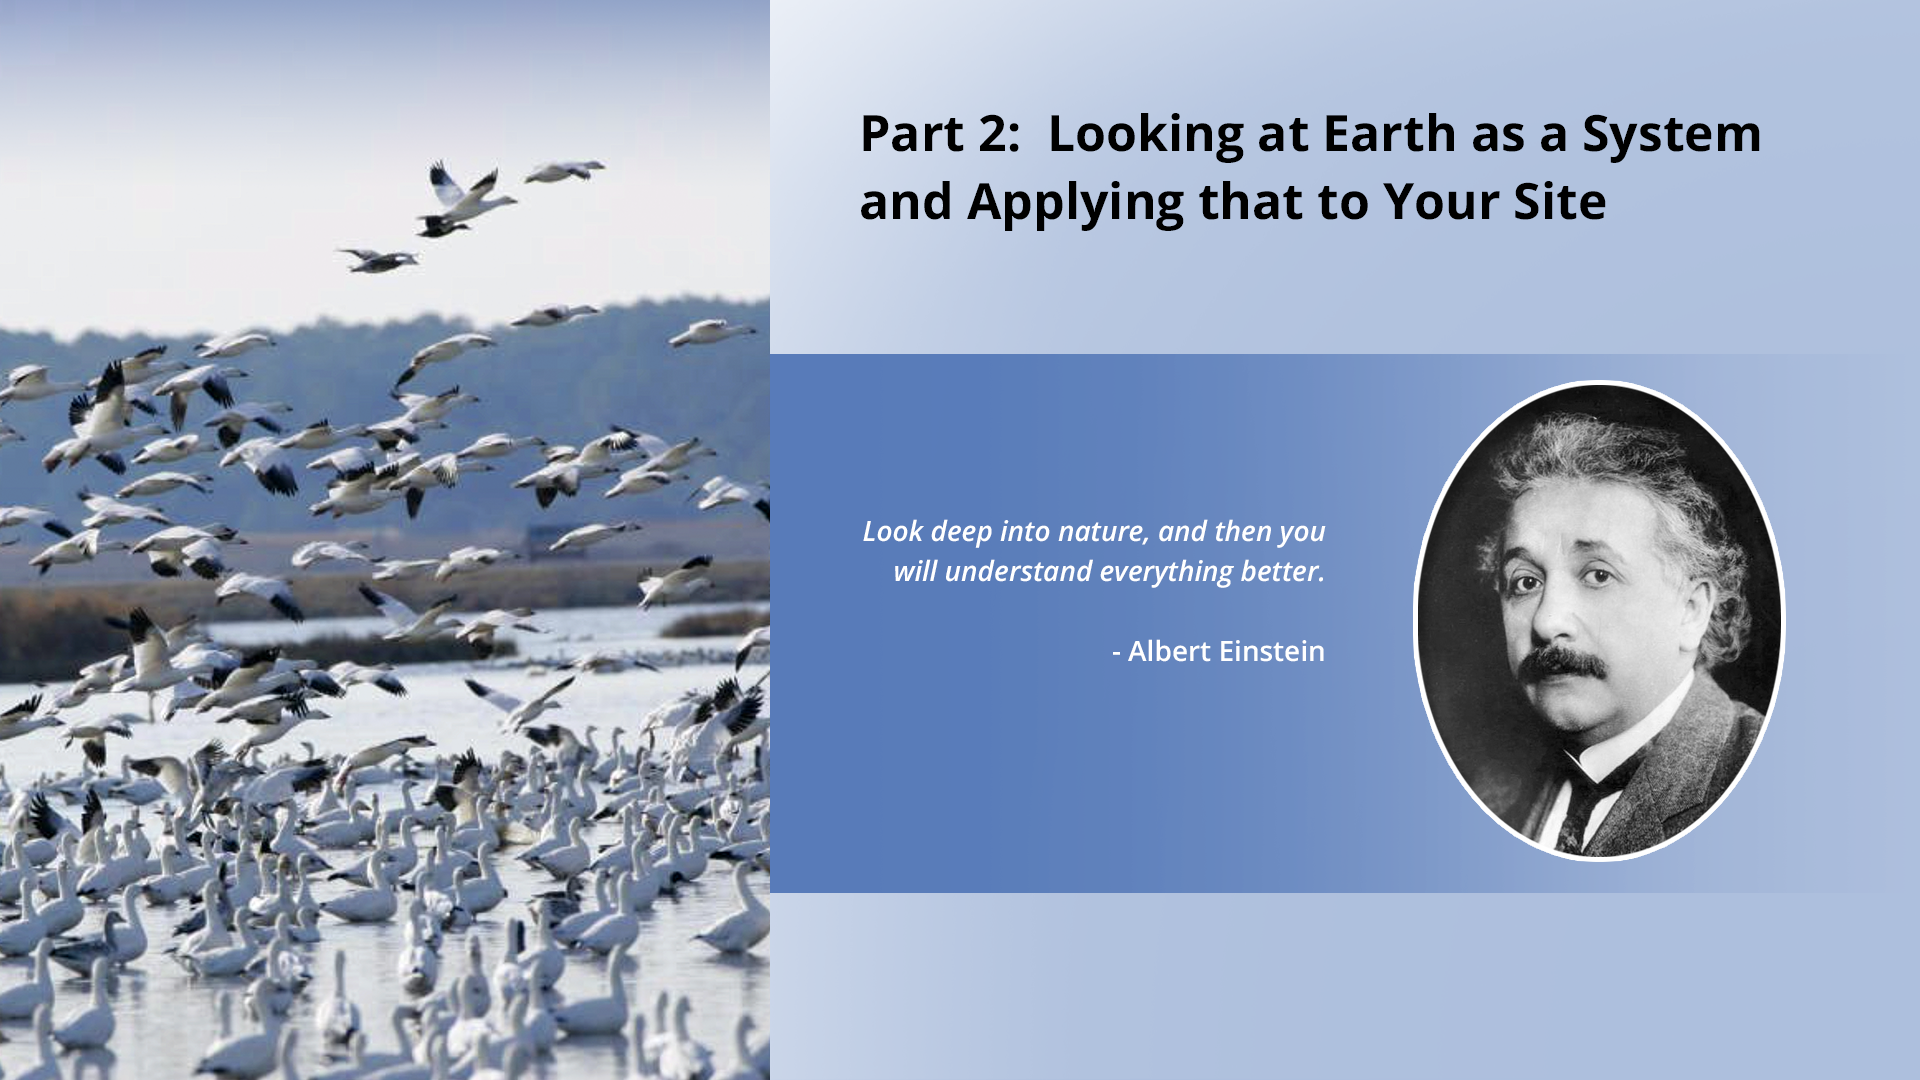 Part 2:  Looking at Earth as a System
and Applying that to Your Site
Look deep into nature, and then you
will understand everything better.
- Albert Einstein